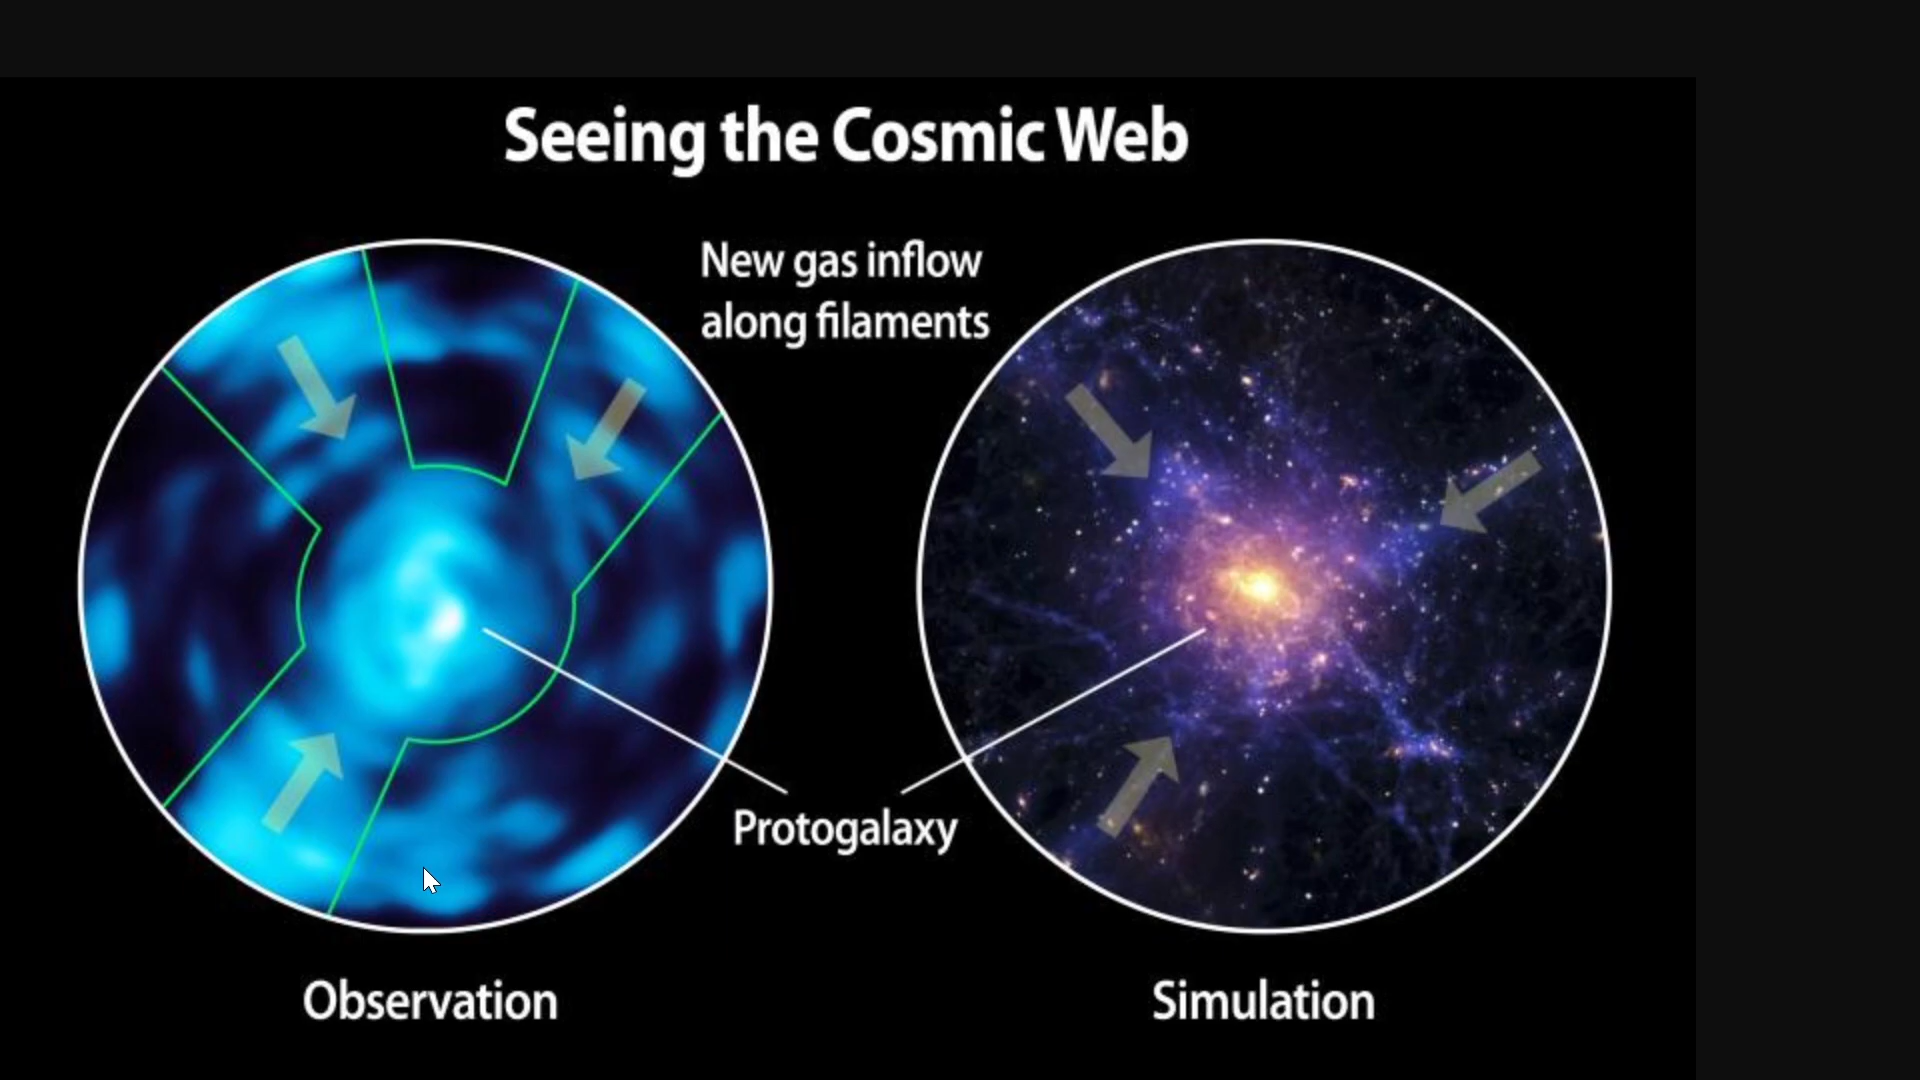 Seeing the Cosmic Web
New gas inflow
along filaments
Protogalaxy
Observation
Simulation